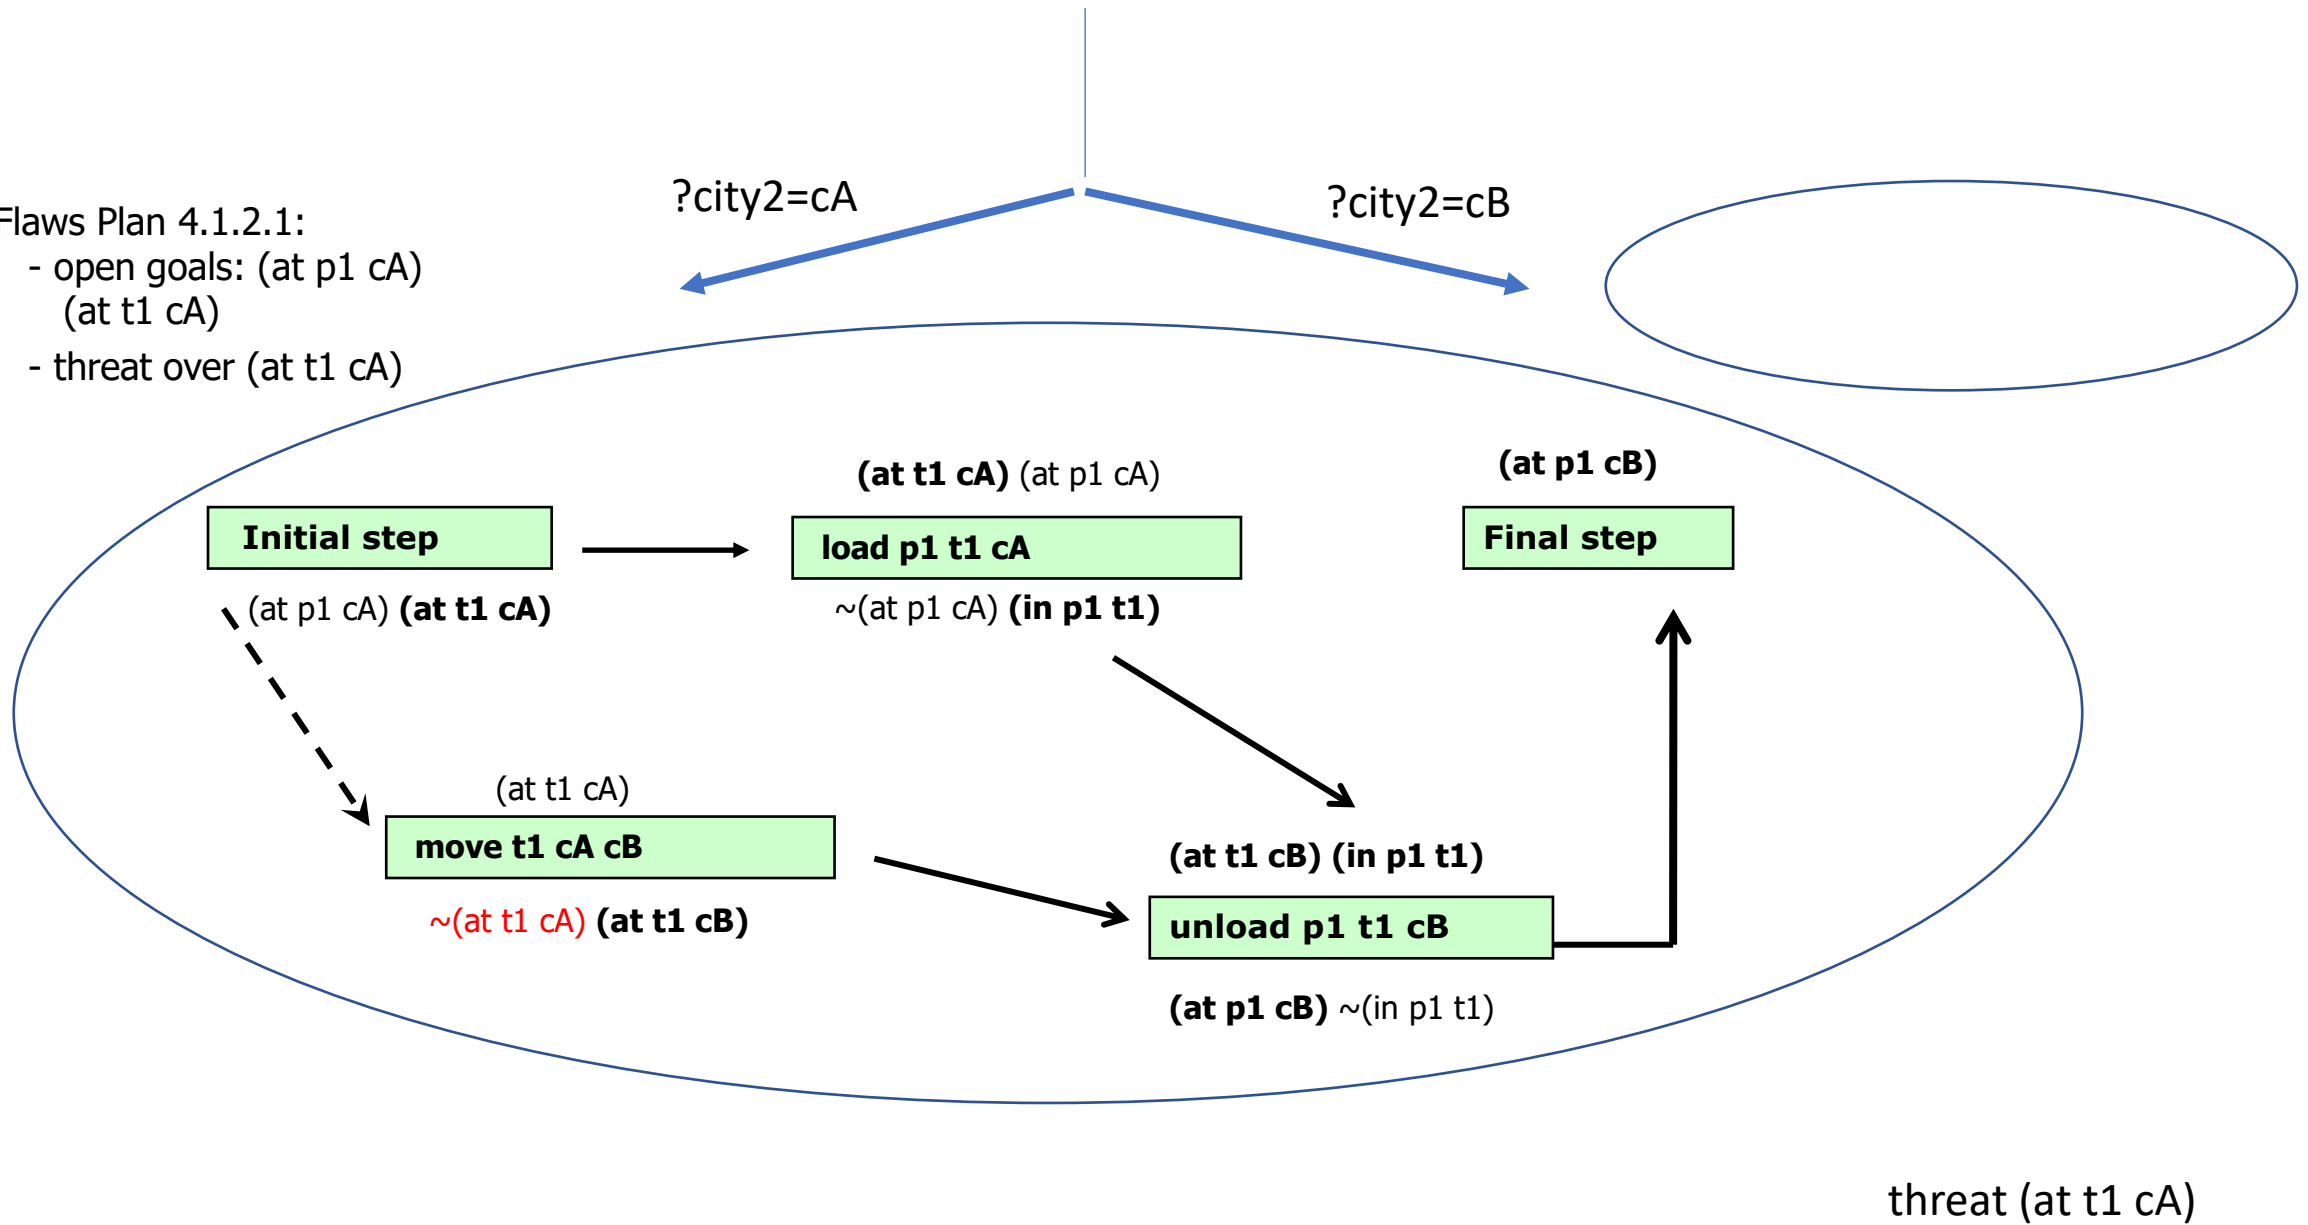 ?city2=cA
?city2=cB
Flaws Plan 4.1.2.1:
- open goals: (at p1 cA)
(at t1 cA)
- threat over (at t1 cA)
(at t1 cA) (at p1 cA)
(at p1 cB)
Initial step
load p1 t1 cA
Final step
(at p1 cA) (at t1 cA)
~(at p1 cA) (in p1 t1)
(at t1 cA)
move t1 cA cB
(at t1 cB) (in p1 t1)
~(at t1 cA) (at t1 cB)
unload p1 t1 cB
(at p1 cB) ~(in p1 t1)
threat (at t1 cA)